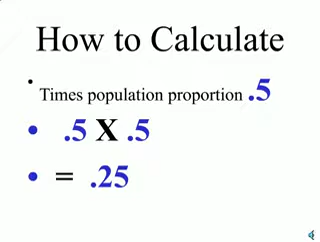 How to Calculate
• Times population proportion .5
• .5 X .5
• = .25